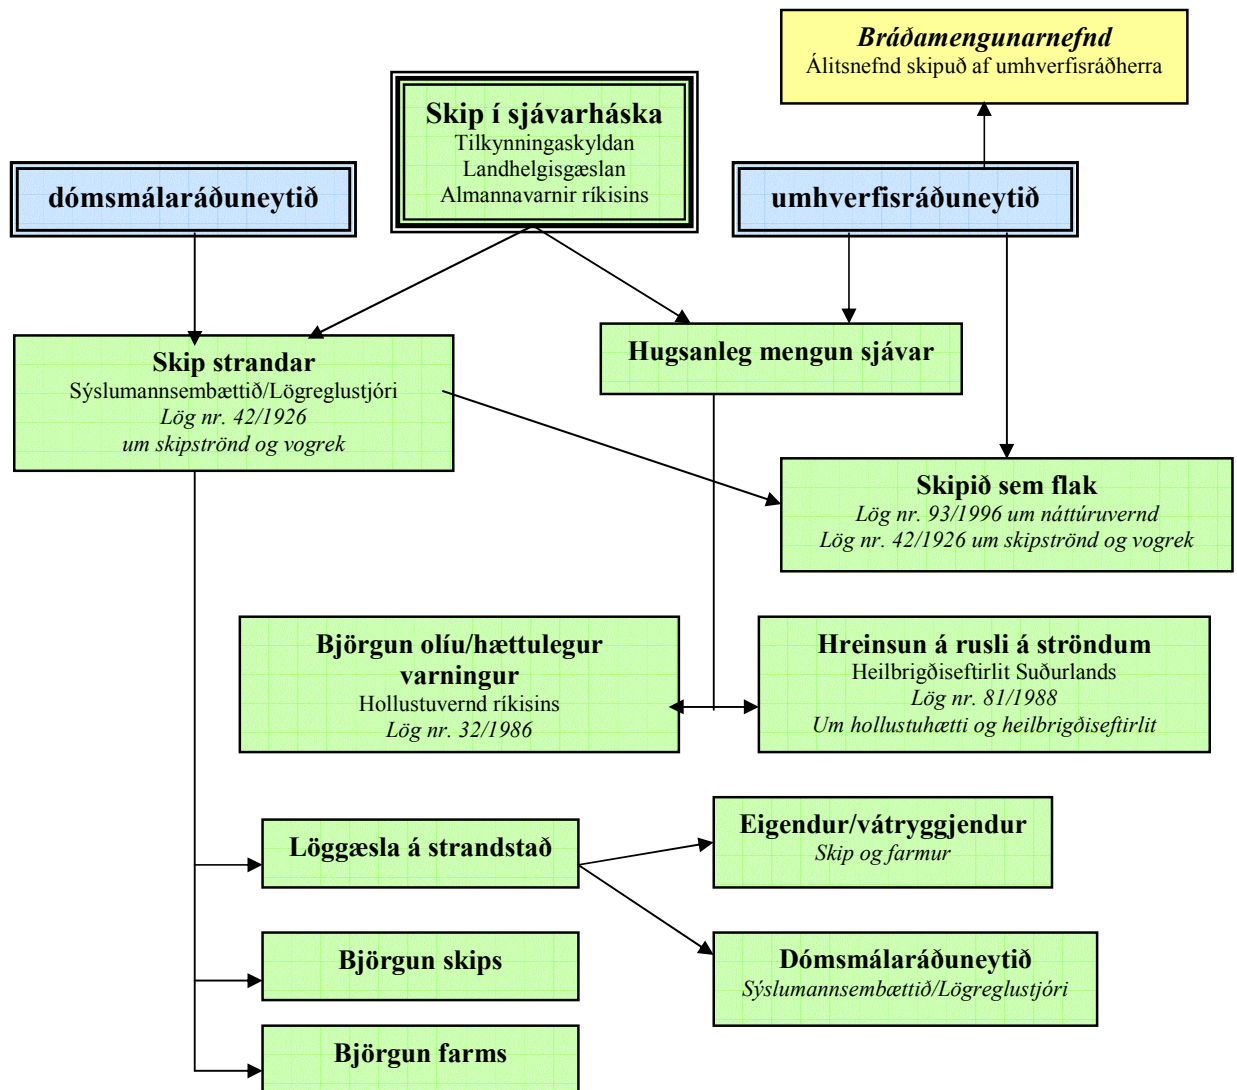 Bráðamengunarnefnd
Álitsnefnd skipuð af umhverfisráðherra
Skip í sjávarháska
Tilkynningaskyldan
Landhelgisgæslan
Almannavarnir ríkisins
dómsmálaráðuneytið
umhverfisráðuneytið
Skip strandar
Sýslumannsembættið/Lögreglustjóri
Lög nr. 42/1926
um skipströnd og vogrek
Hugsanleg mengun sjávar
Skipið sem flak
Lög nr. 93/1996 um náttúruvernd
Lög nr. 42/1926 um skipströnd og vogrek
Björgun olíu/hættulegur
varningur
Hollustuvernd ríkisins
Lög nr. 32/1986
Hreinsun á rusli á ströndum
Heilbrigðiseftirlit Suðurlands
Lög nr. 81/1988
Um hollustuhætti og heilbrigðiseftirlit
Löggæsla á strandstað
Eigendur/vátryggjendur
Skip og farmur
Björgun skips
Dómsmálaráðuneytið
Sýslumannsembættið/Lögreglustjóri
Björgun farms